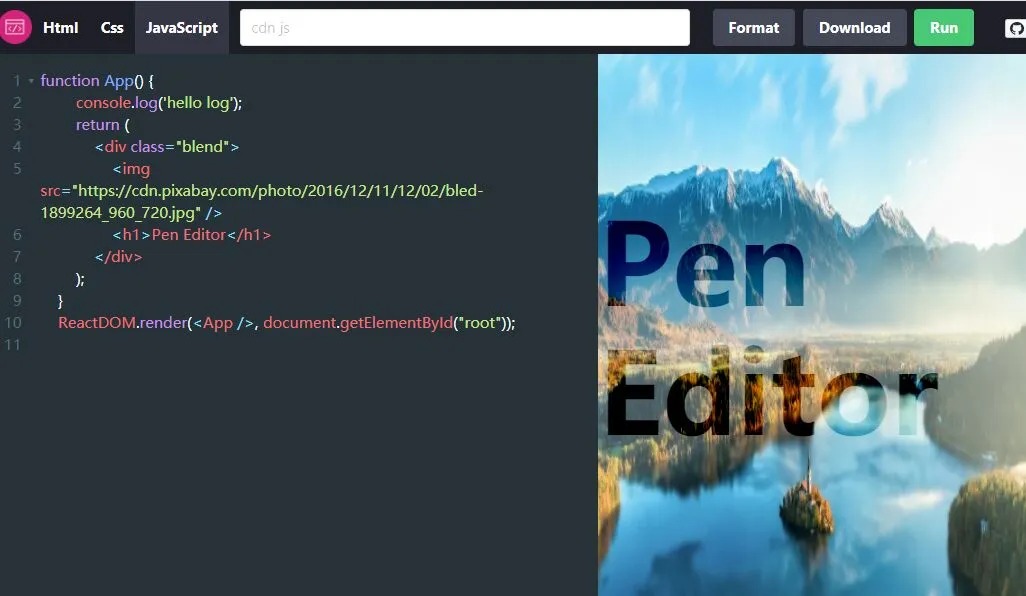 Html Css JavaScript cdn js Format Download Run
1 function App() {
2 console.log('hello log');
3 return (
4 <div class="blend">
5 <img
src="https://cdn.pixabay.com/photo/2016/12/11/12/02/bled-
1899264_960_720.jpg" />
6 <h1>Pen Editor</h1>
7 </div>
8 );
9 }
10 ReactDOM.render(<App />, document.getElementById("root"));
11
Pen
Editor